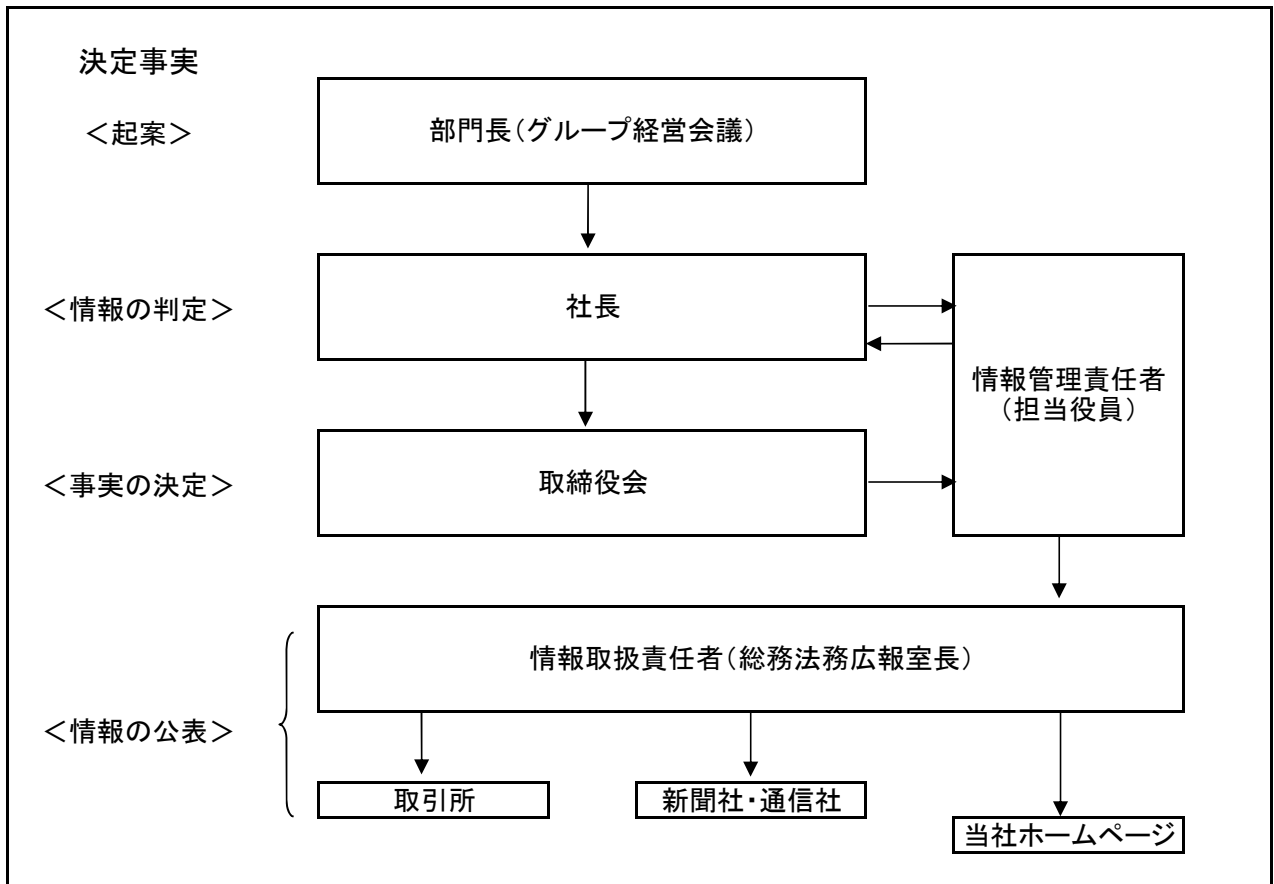 決定事実
＜起案＞
部門長（グループ経営会議）
＜情報の判定＞
社長
情報管理責任者
（担当役員）
＜事実の決定＞
取締役会
情報取扱責任者（総務法務広報室長）
＜情報の公表＞
取引所
新聞社・通信社
当社ホームページ